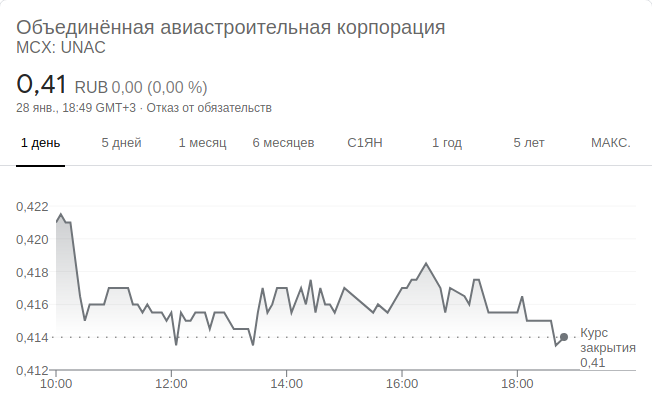 Объединённая авиастроительная корпорация
MCX: UNAC
0,41 RUB 0,00 (0,00 %)
28 янв., 18:49 GMT+3 · Отказ от обязательств
1 день 5 дней 1 месяц 6 месяцев С1ЯН 1 год 5 лет МАКС.
0,422
0,420
0,418
0,416
0,414
0,412
Курс
закрытия
0,41
10:00 12:00 14:00 16:00 18:00